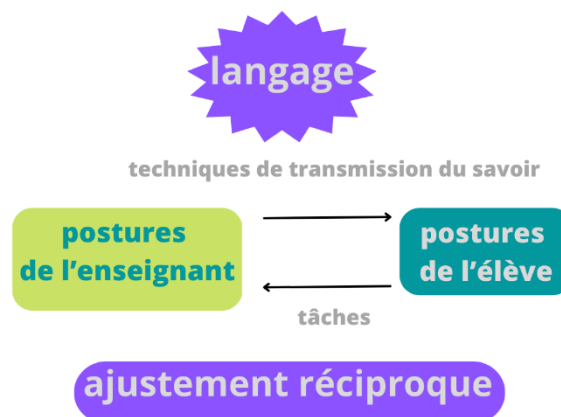 langage
techniques de transmission du savoir
postures
de l’enseignant
postures
de l’élève
tâches
ajustement réciproque